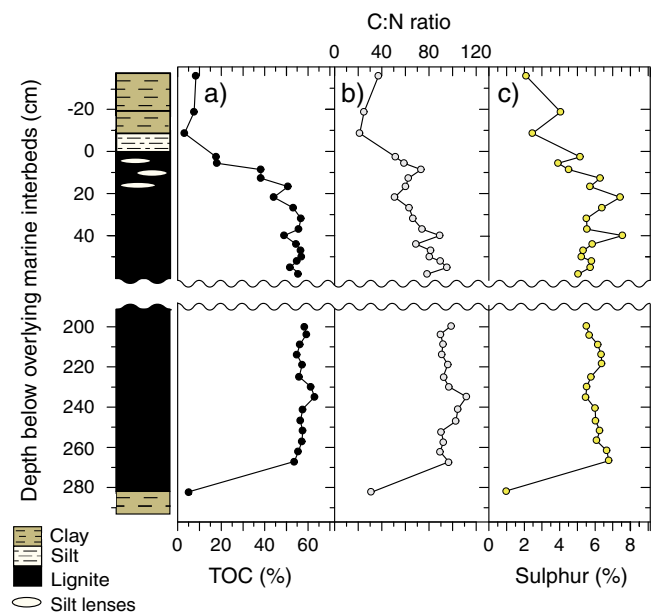 C:N ratio
0 40 80 120
a) b) c)
Depth below overlying marine interbeds (cm)
-20
0
20
40
200
220
240
260
280
0 20 40 60
0 2 4 6 8
TOC (%)
Sulphur (%)
Clay
Silt
Lignite
Silt lenses